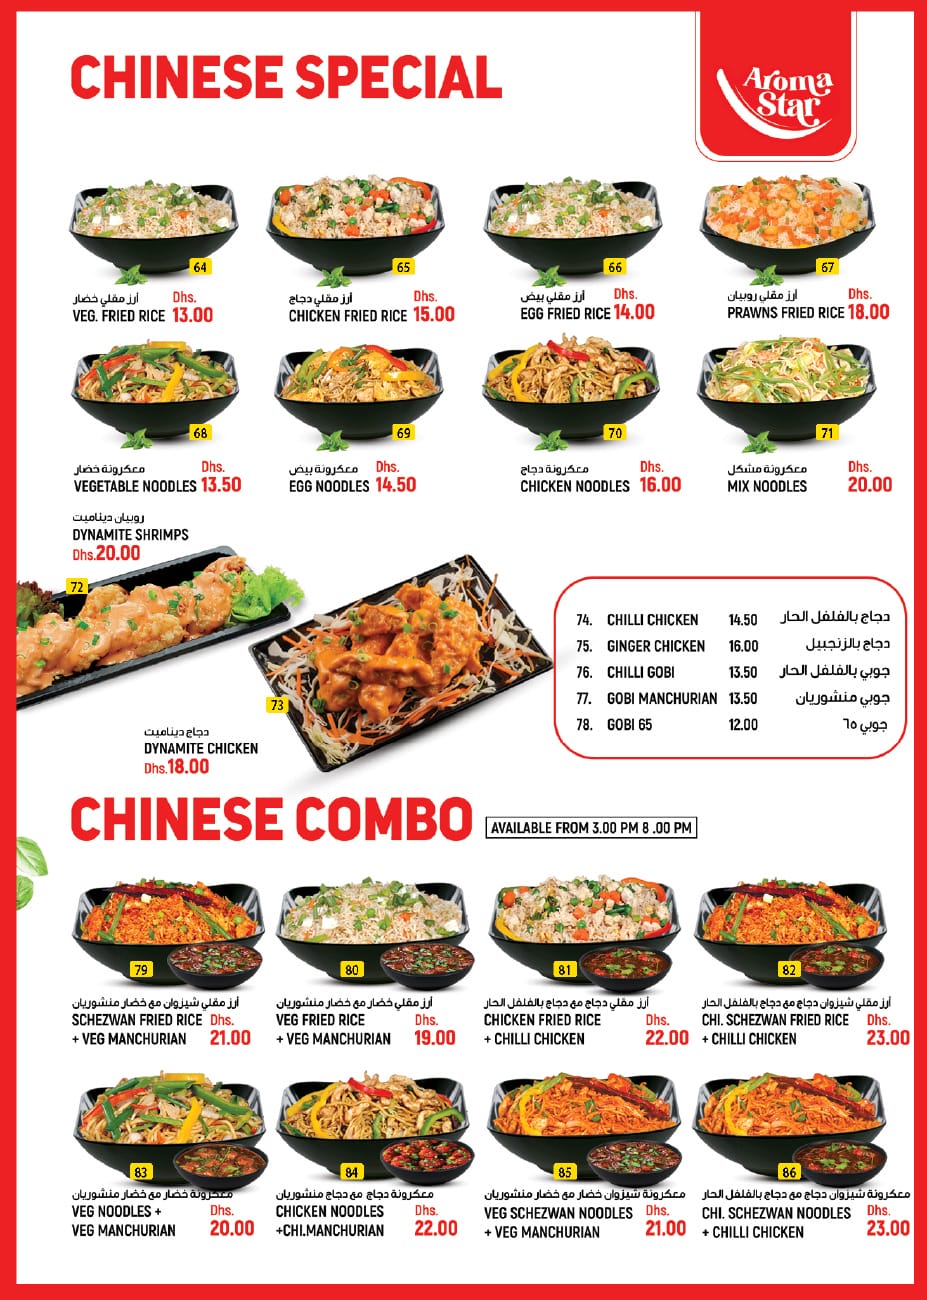 CHINESE SPECIAL
Aroma
Star
64
أرز مقلي خضار
Dhs.
VEG. FRIED RICE 13.00
65
أرز مقلي دجاج
Dhs.
CHICKEN FRIED RICE 15.00
66
أرز مقلي بيض
Dhs.
EGG FRIED RICE 14.00
67
أرز مقلي روبيان
Dhs.
PRAWNS FRIED RICE 18.00
68
معكرونة خضار
Dhs.
VEGETABLE NOODLES 13.50
69
معكرونة بيض
Dhs.
EGG NOODLES 14.50
70
معكرونة دجاج
Dhs.
CHICKEN NOODLES 16.00
71
معكرونة مشكل
Dhs.
MIX NOODLES 20.00
روبيان ديناميت
DYNAMITE SHRIMPS
Dhs.20.00
72
73
دجاج ديناميت
DYNAMITE CHICKEN
Dhs.18.00
74. CHILLI CHICKEN 14.50 دجاج بالفلفل الحار
75. GINGER CHICKEN 16.00 دجاج بالزنجبيل
76. CHILLI GOBI 13.50 جوبي بالفلفل الحار
77. GOBI MANCHURIAN 13.50 جوبي منشوريان
78. GOBI 65 12.00 جوبي ٦٥
CHINESE COMBO
AVAILABLE FROM 3.00 PM 8 .00 PM
79
أرز مقلي شيزوان مع خضار منشوريان
SCHEZWAN FRIED RICE Dhs.
+ VEG MANCHURIAN 21.00
80
أرز مقلي خضار مع خضار منشوريان
VEG FRIED RICE Dhs.
+ VEG MANCHURIAN 19.00
81
أرز مقلي دجاج مع دجاج بالفلفل الحار
CHICKEN FRIED RICE Dhs.
+ CHILLI CHICKEN 22.00
82
أرز مقلي شيزوان دجاج مع دجاج بالفلفل الحار
CHI. SCHEZWAN FRIED RICE Dhs.
+ CHILLI CHICKEN 23.00
83
معكرونة خضار مع خضار منشوريان
VEG NOODLES + Dhs.
VEG MANCHURIAN 20.00
84
معكرونة دجاج مع دجاج منشوريان
CHICKEN NOODLES Dhs.
+CHI.MANCHURIAN 22.00
85
معكرونة شيزوان مع خضار منشوريان
VEG SCHEZWAN NOODLES Dhs.
+ VEG MANCHURIAN 21.00
86
معكرونة شيزوان دجاج مع دجاج بالفلفل الحار
CHI. SCHEZWAN NOODLES Dhs.
+ CHILLI CHICKEN 23.00